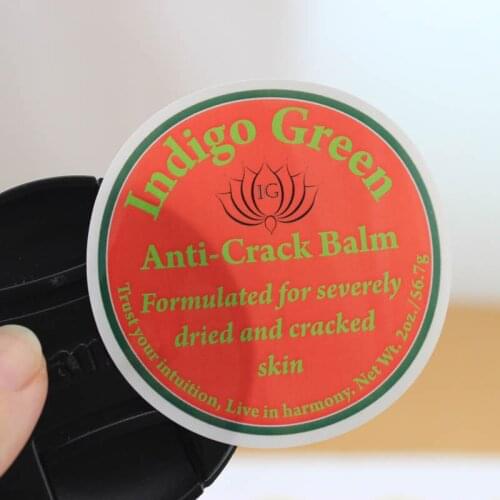 Indigo Green
IG
Anti-Crack Balm
Formulated for severely
dried and cracked
skin
Trust your intuition, Live in harmony. Net Wt. 2oz./56.7g